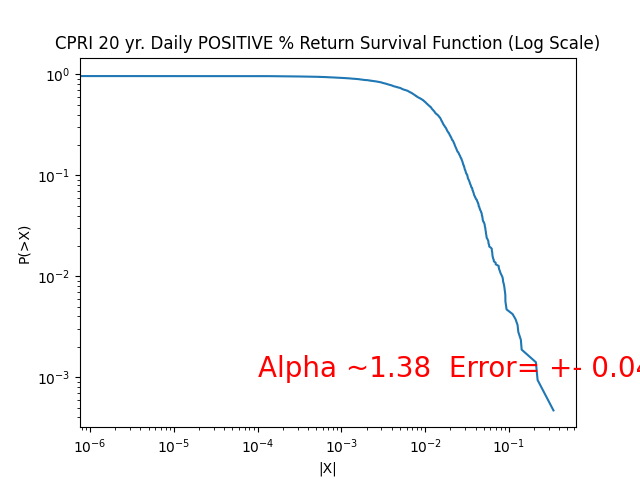 CPRI 20 yr. Daily POSITIVE % Return Survival Function (Log Scale)
10⁰
10⁻¹
10⁻²
10⁻³
P(>X)
Alpha ~1.38  Error= +- 0.04
10⁻⁶ 10⁻⁵ 10⁻⁴ 10⁻³ 10⁻² 10⁻¹
|X|